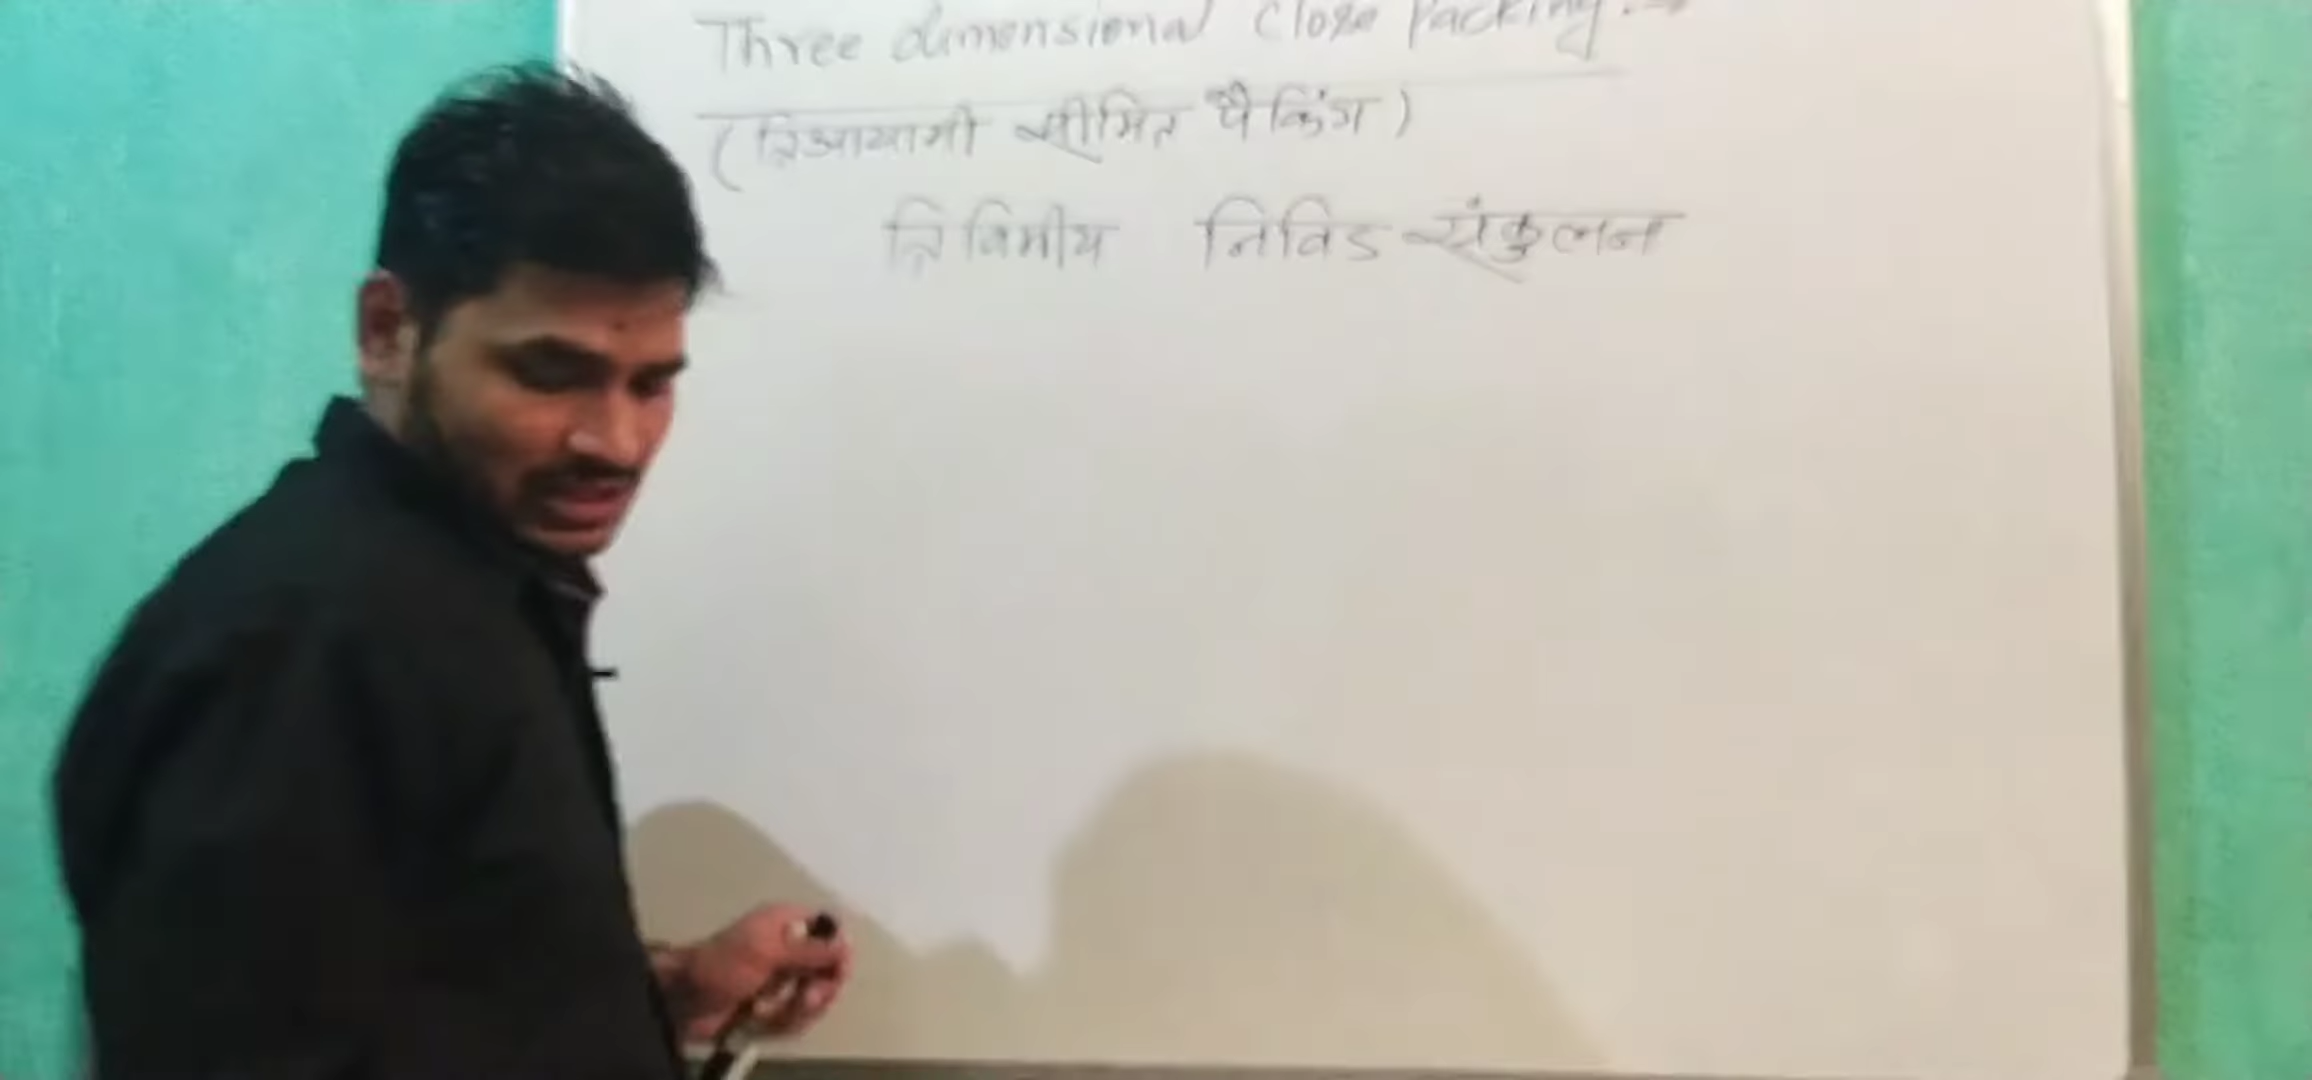 Three dimensional Close Packing :→
(त्रिआयामी सीमित पैकिंग)
त्रिविमीय निविड संकुलन